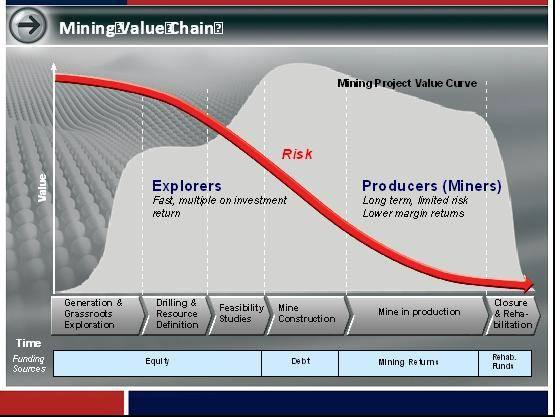 Mining Value Chain
Mining Project Value Curve
Value
Risk
Explorers
Fast, multiple on investment
return
Producers (Miners)
Long term, limited risk
Lower margin returns
Generation &
Grassroots
Exploration
Drilling &
Resource
Definition
Feasibility
Studies
Mine
Construction
Mine in production
Closure
& Reha-
bilitation
Time
Funding
Sources
Equity
Debt
Mining Returns
Rehab.
Funds